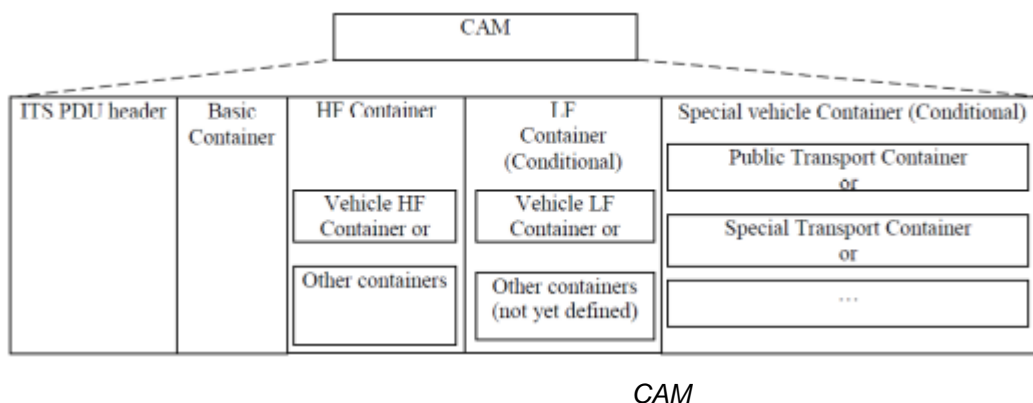 CAM
ITS PDU header
Basic
Container
HF Container
Vehicle HF
Container or
Other containers
LF
Container
(Conditional)
Vehicle LF
Container or
Other containers
(not yet defined)
Special vehicle Container (Conditional)
Public Transport Container
or
Special Transport Container
or
…
CAM